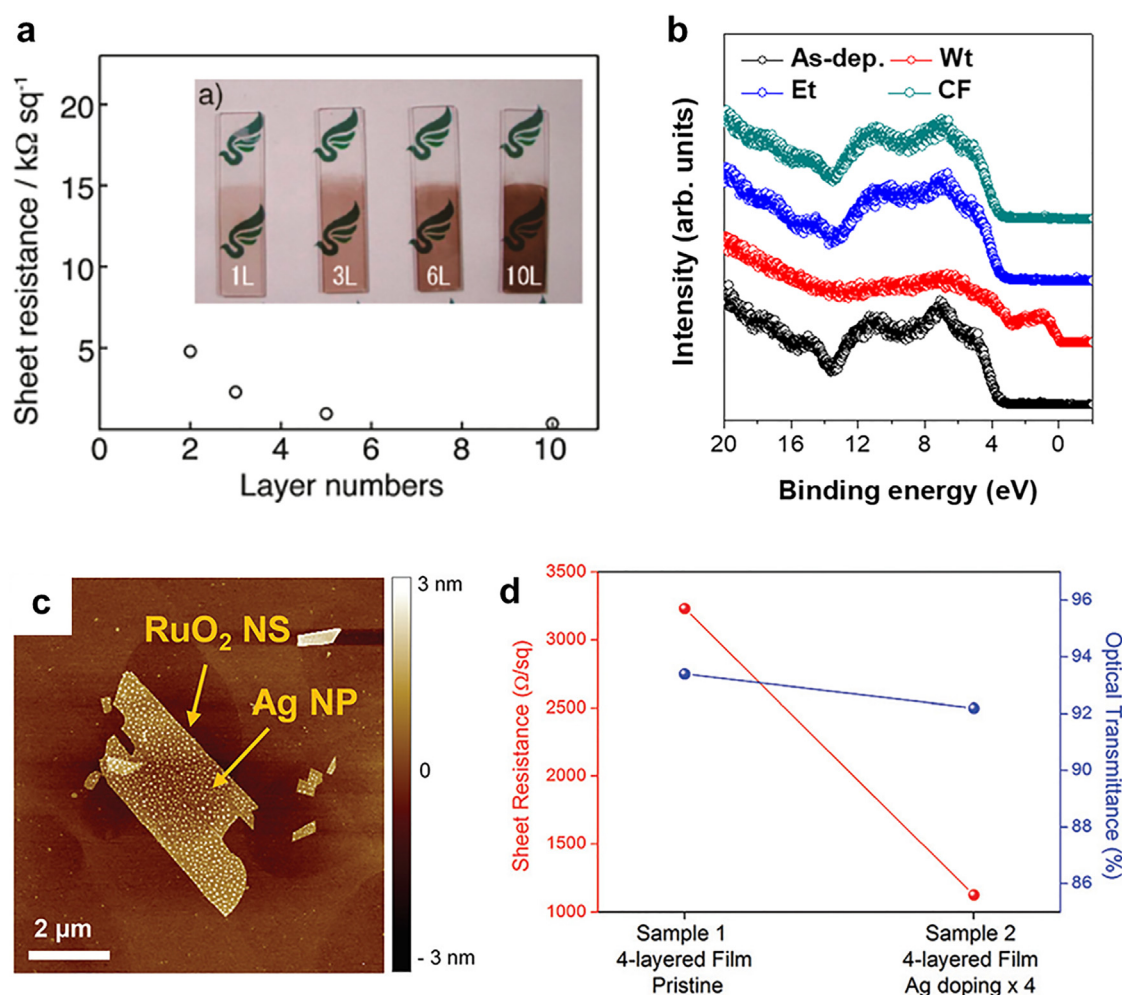 a
Sheet resistance / kΩ sq⁻¹
20
15
10
5
0
2
4
6
8
10
Layer numbers
a)
1L
3L
6L
10L
b
As-dep. Wt
Et CF
Intensity (arb. units)
20 16 12 8 4 0
Binding energy (eV)
c
RuO₂ NS
Ag NP
2 μm
3 nm
0
- 3 nm
d
Sheet Resistance (Ω/sq)
3500
3000
2500
2000
1500
1000
Optical Transmittance (%)
96
94
92
90
88
86
Sample 1
4-layered Film
Pristine
Sample 2
4-layered Film
Ag doping x 4